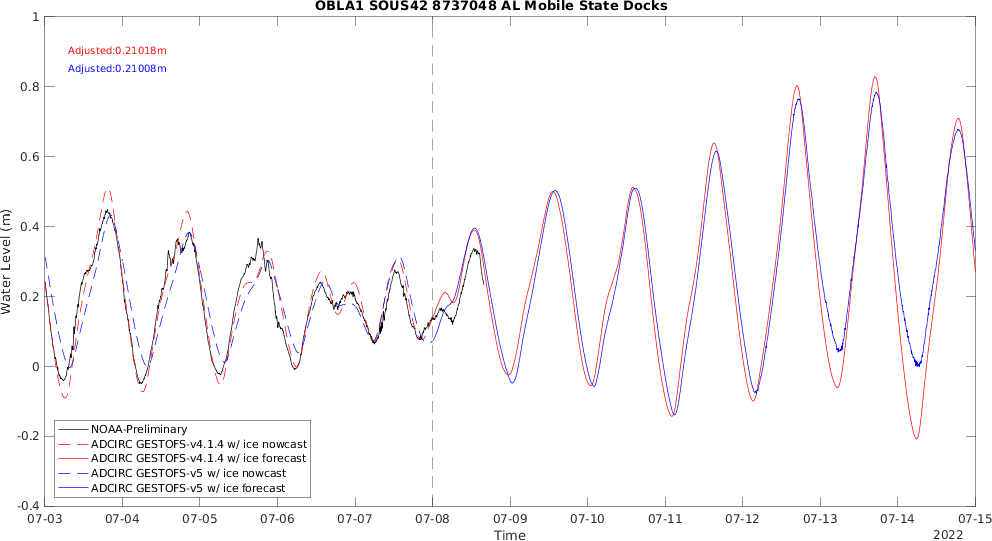 OBLA1 SOUS42 8737048 AL Mobile State Docks
Adjusted:0.21018m
Adjusted:0.21008m
Water Level (m)
1
0.8
0.6
0.4
0.2
0
-0.2
-0.4
NOAA-Preliminary
ADCIRC GESTOFS-v4.1.4 w/ ice nowcast
ADCIRC GESTOFS-v4.1.4 w/ ice forecast
ADCIRC GESTOFS-v5 w/ ice nowcast
ADCIRC GESTOFS-v5 w/ ice forecast
07-03 07-04 07-05 07-06 07-07 07-08 07-09 07-10 07-11 07-12 07-13 07-14 07-15
Time
2022